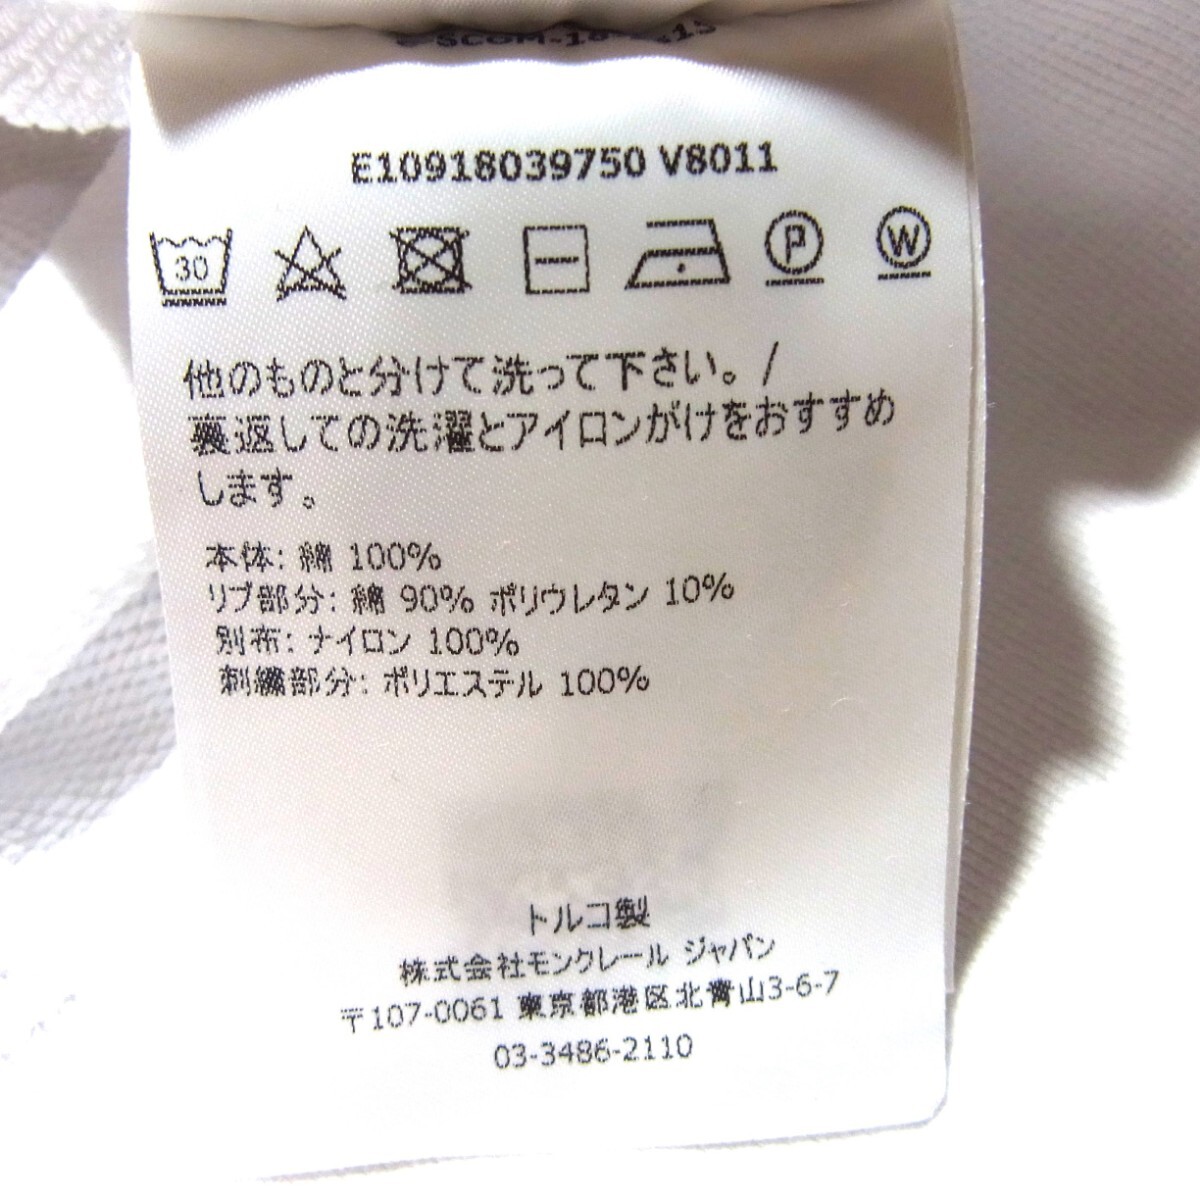 E10918039750 V8011
30
P W
他のものと分けて洗って下さい。/
裏返しての洗濯とアイロンがけをおすすめ
します。
本体: 綿 100%
リブ部分: 綿 90% ポリウレタン 10%
別布: ナイロン 100%
刺繍部分: ポリエステル 100%
トルコ製
株式会社モンクレール ジャパン
〒107-0061 東京都港区北青山3-6-7
03-3486-2110